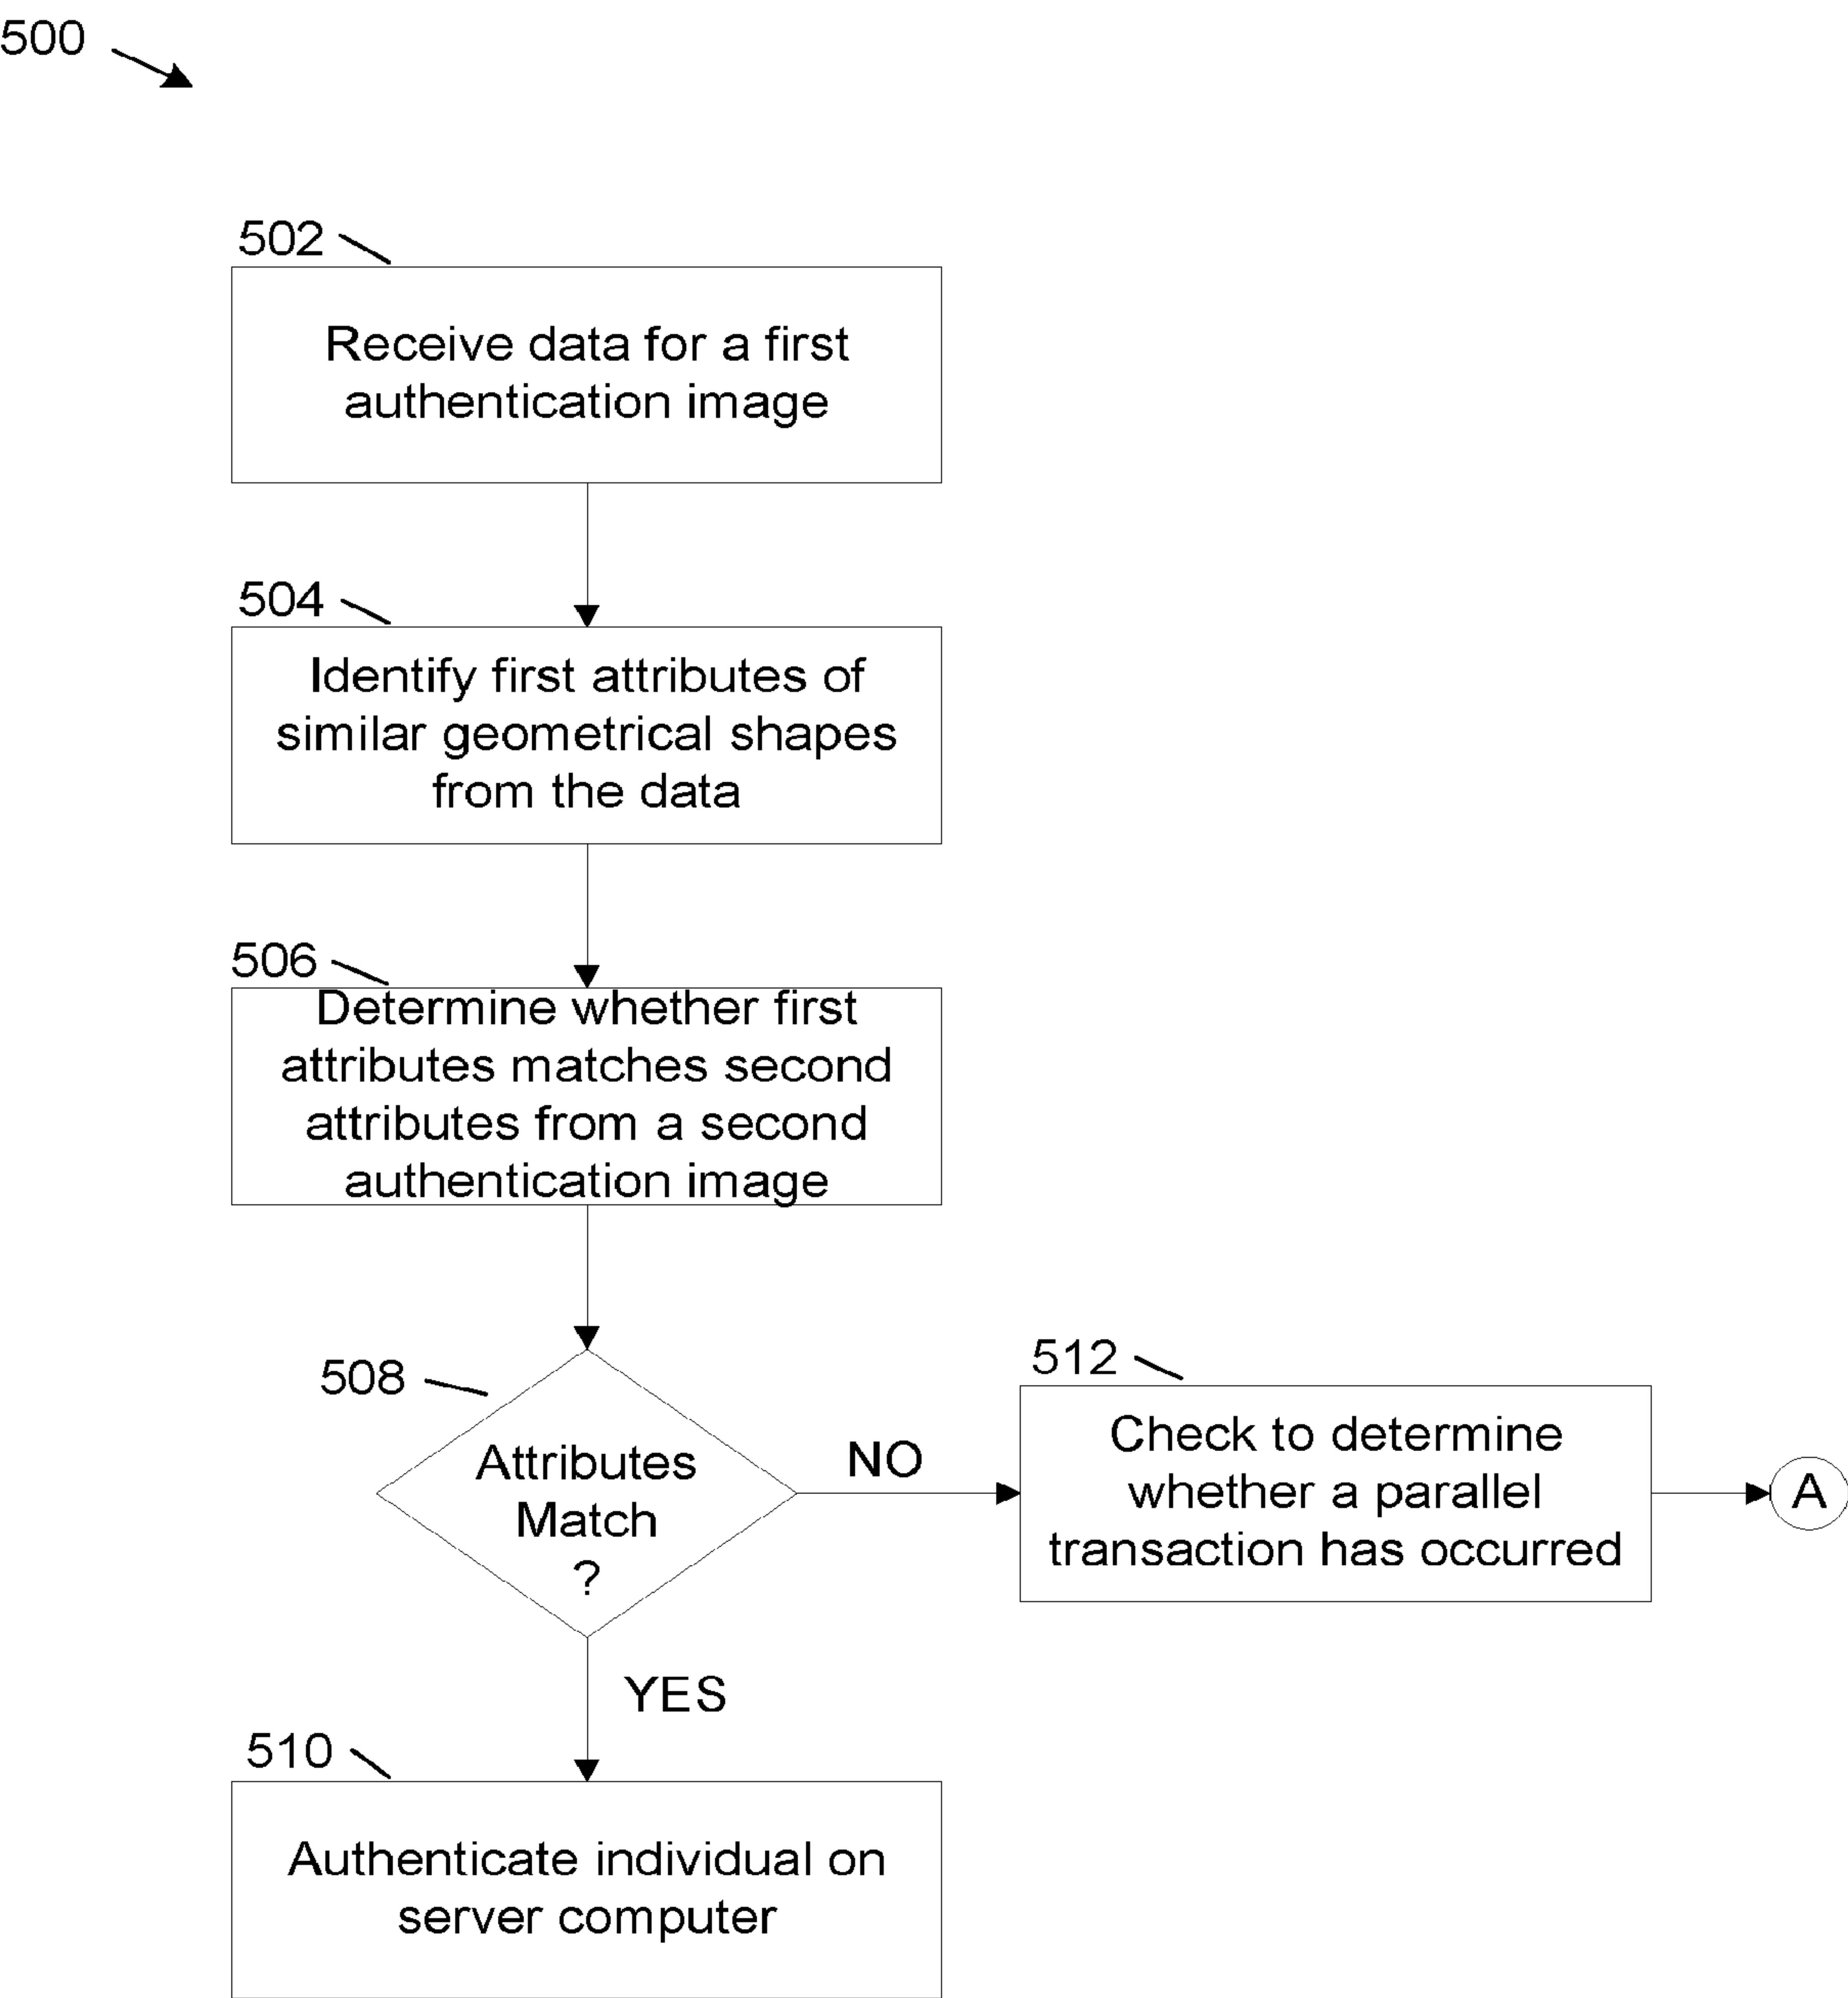 500
502
Receive data for a first
authentication image
504
Identify first attributes of
similar geometrical shapes
from the data
506
Determine whether first
attributes matches second
attributes from a second
authentication image
508
Attributes
Match
?
NO
512
Check to determine
whether a parallel
transaction has occurred
A
YES
510
Authenticate individual on
server computer